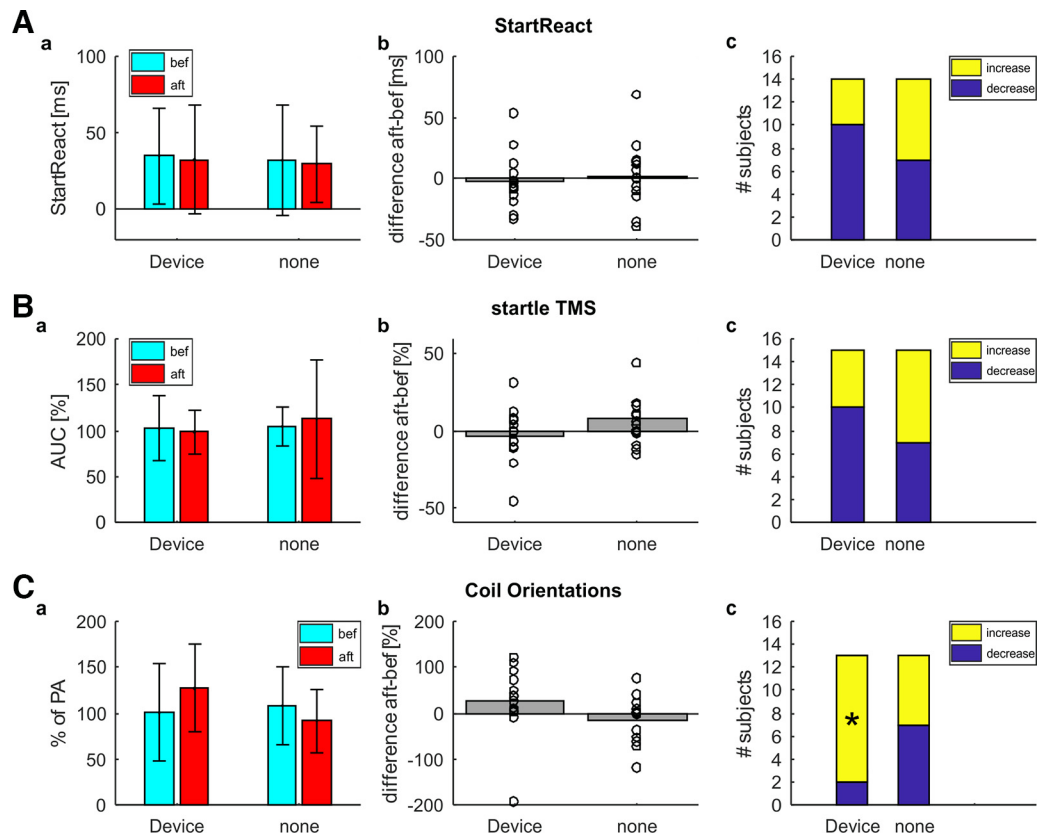 A
StartReact
a
b
c
StartReact [ms]
100
50
0
bef
aft
Device
none
difference aft-bef [ms]
100
50
0
-50
Device
none
# subjects
16
14
12
10
8
6
4
2
0
increase
decrease
Device
none
B
startle TMS
a
b
c
AUC [%]
200
150
100
50
0
bef
aft
Device
none
difference aft-bef [%]
50
0
-50
Device
none
# subjects
16
14
12
10
8
6
4
2
0
increase
decrease
Device
none
C
Coil Orientations
a
b
c
% of PA
200
150
100
50
0
bef
aft
Device
none
difference aft-bef [%]
200
100
0
-100
-200
Device
none
# subjects
16
14
12
10
8
6
4
2
0
increase
decrease
*
Device
none